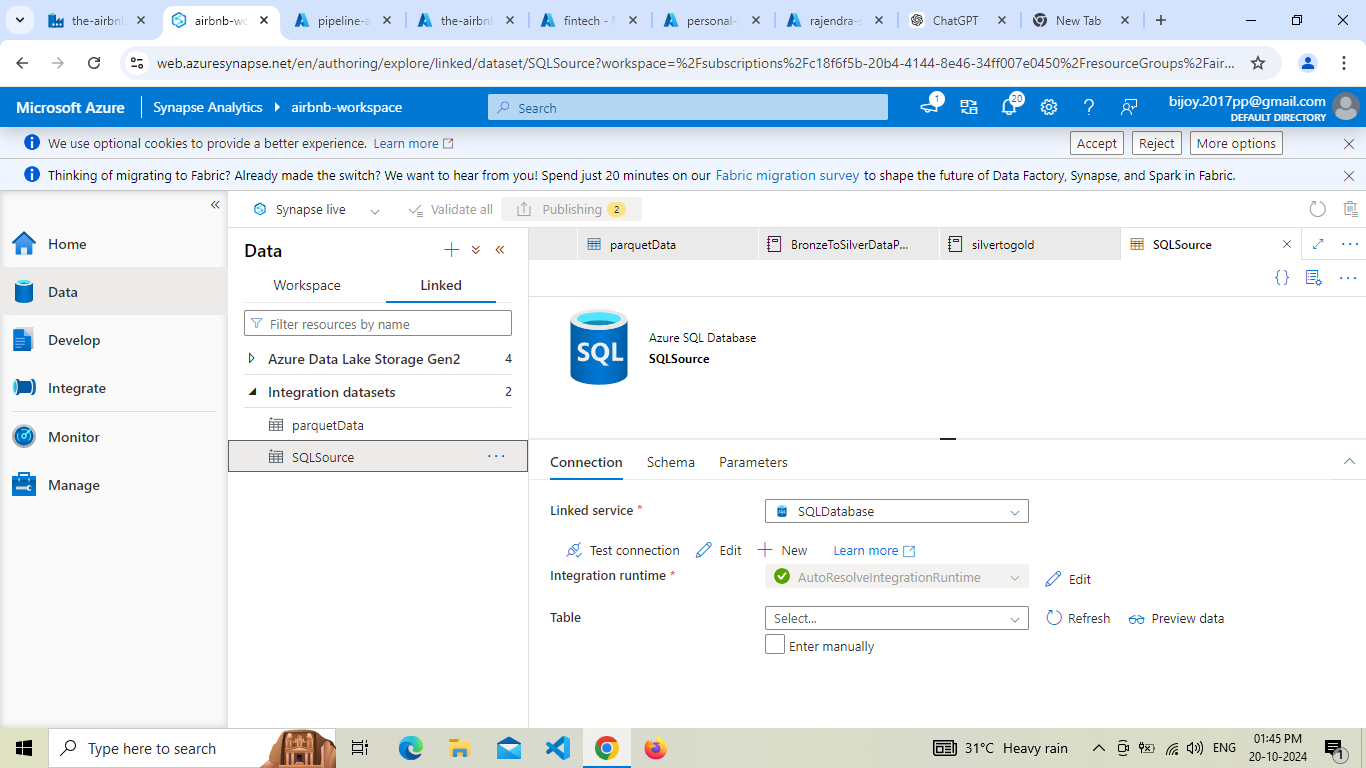 the-airbnl
airbnb-wo
pipeline-a
the-airbnl
fintech - M
personal-
rajendra-s
ChatGPT
New Tab
web.azuresynapse.net/en/authoring/explore/linked/dataset/SQLSource?workspace=%2Fsubscriptions%2Fc18f6f5b-20b4-4144-8e46-34ff007e0450%2FresourceGroups%2Fair...
Microsoft Azure
Synapse Analytics
airbnb-workspace
Search
1
20
bijoy.2017pp@gmail.com
DEFAULT DIRECTORY
We use optional cookies to provide a better experience. Learn more
Accept
Reject
More options
Thinking of migrating to Fabric? Already made the switch? We want to hear from you! Spend just 20 minutes on our Fabric migration survey to shape the future of Data Factory, Synapse, and Spark in Fabric.
Synapse live
Validate all
Publishing 2
Home
Data
Develop
Integrate
Monitor
Manage
Data
Workspace
Linked
Filter resources by name
Azure Data Lake Storage Gen2 4
Integration datasets 2
parquetData
SQLSource
parquetData
BronzeToSilverDataP...
silvertogold
SQLSource
SQL
Azure SQL Database
SQLSource
Connection
Schema
Parameters
Linked service *
SQLDatabase
Test connection
Edit
New
Learn more
Integration runtime *
AutoResolveIntegrationRuntime
Edit
Table
Select...
Refresh
Preview data
Enter manually
Type here to search
31°C Heavy rain
ENG
01:45 PM
20-10-2024
1